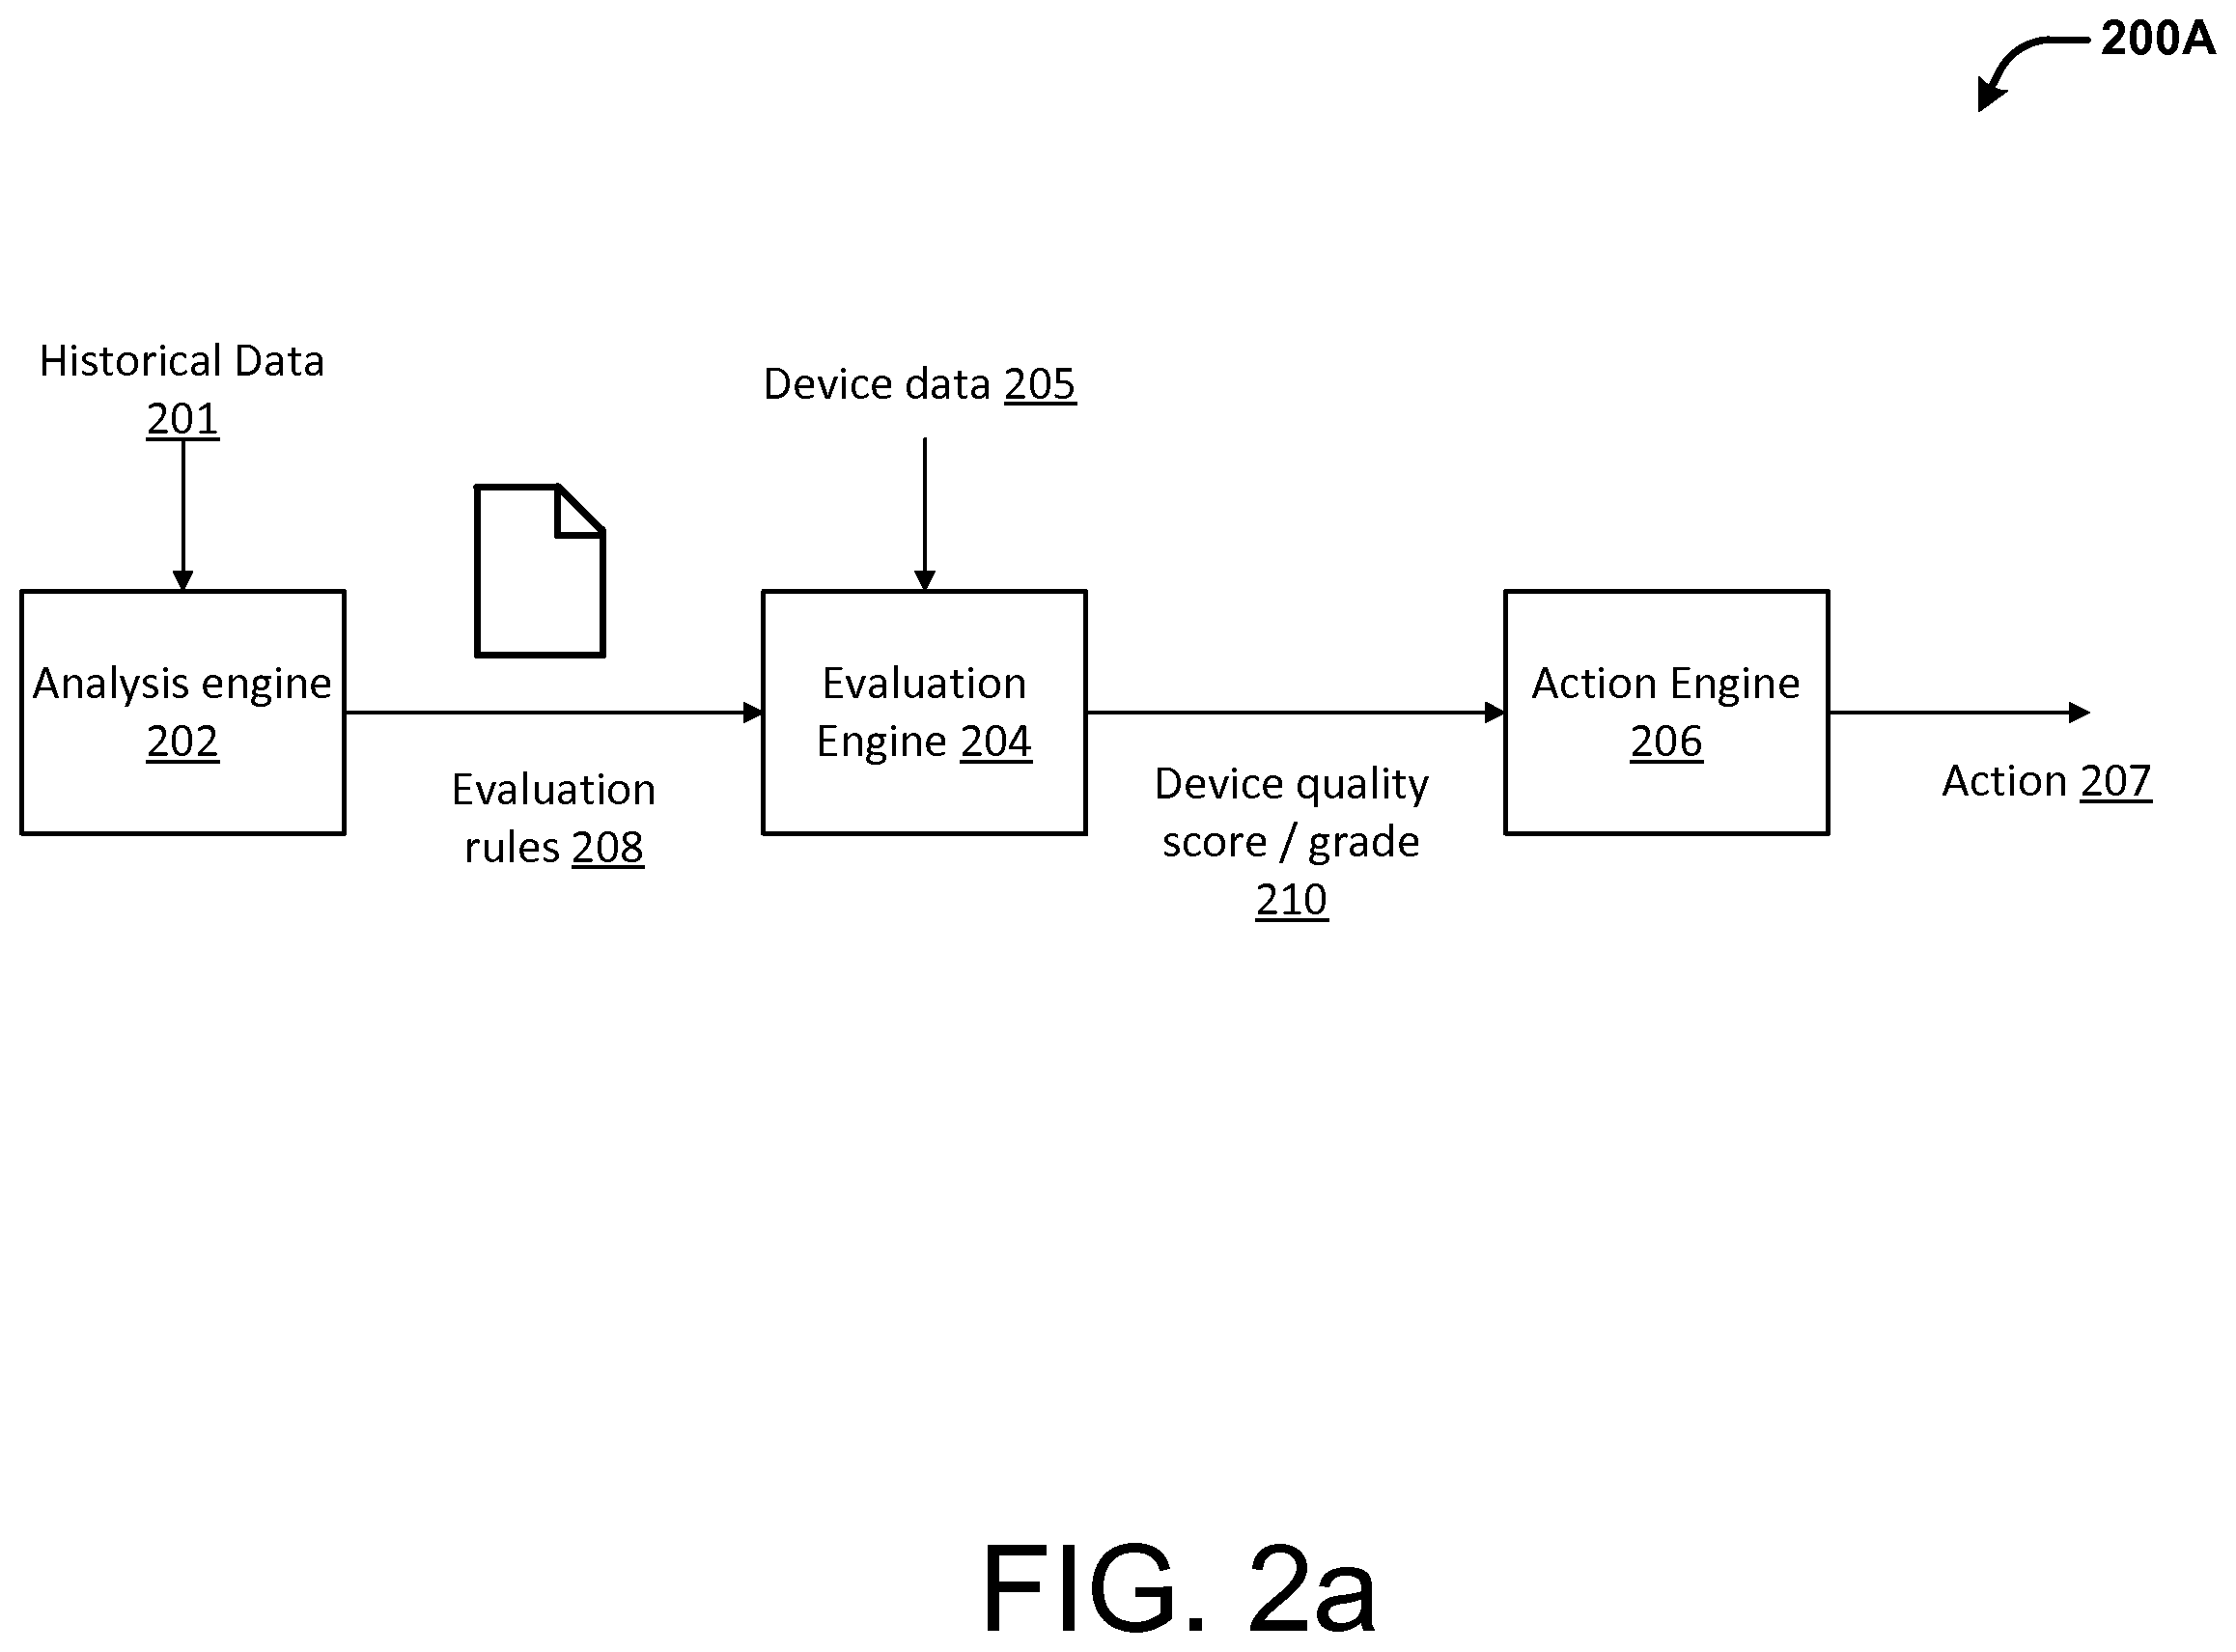 200A
Historical Data
201
Device data 205
Analysis engine
202
Evaluation
rules 208
Evaluation
Engine 204
Device quality
score / grade
210
Action Engine
206
Action 207
FIG. 2a